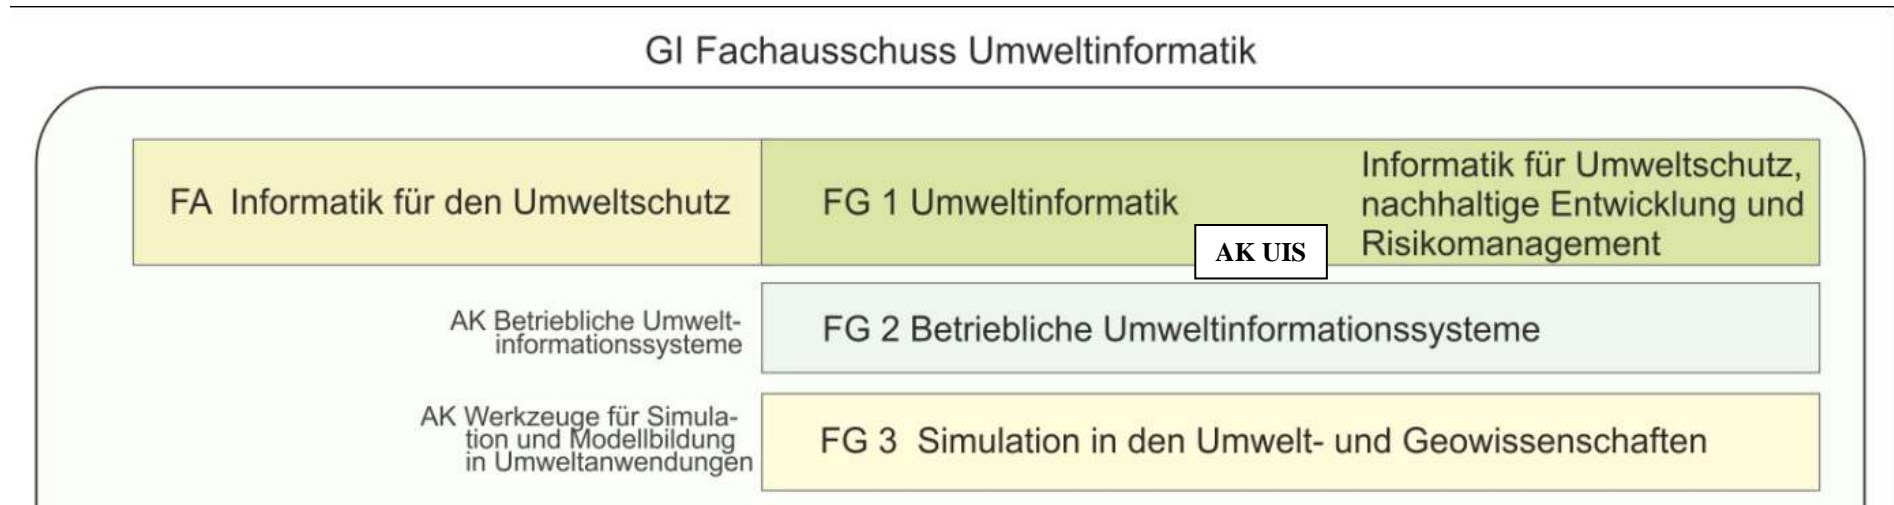 GI Fachausschuss Umweltinformatik
FA Informatik für den Umweltschutz
FG 1 Umweltinformatik
Informatik für Umweltschutz,
nachhaltige Entwicklung und
Risikomanagement
AK UIS
AK Betriebliche Umwelt-
informationssysteme
FG 2 Betriebliche Umweltinformationssysteme
AK Werkzeuge für Simula-
tion und Modellbildung
in Umweltanwendungen
FG 3 Simulation in den Umwelt- und Geowissenschaften